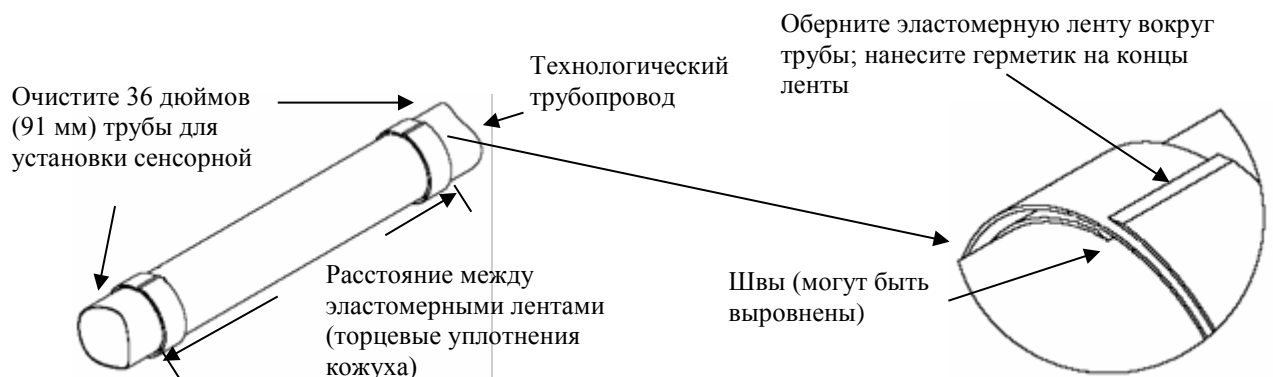 Очистите 36 дюймов
(91 мм) трубы для
установки сенсорной
Технологический
трубопровод
Оберните эластомерную ленту вокруг
трубы; нанесите герметик на концы
ленты
Расстояние между
эластомерными лентами
(торцевые уплотнения
кожуха)
Швы (могут быть
выровнены)